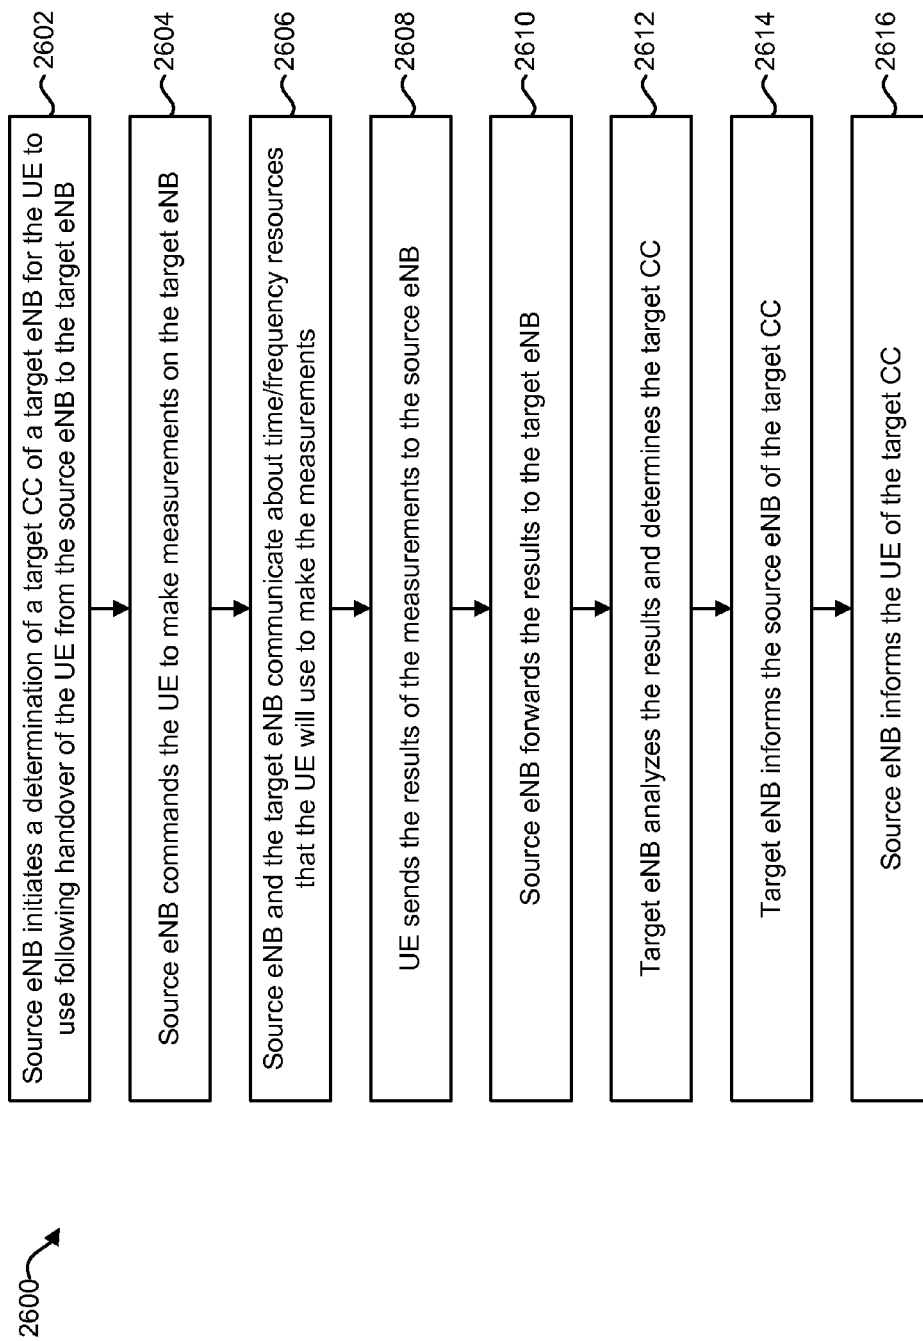 2600
Source eNB initiates a determination of a target CC of a target eNB for the UE to
use following handover of the UE from the source eNB to the target eNB
2602
Source eNB commands the UE to make measurements on the target eNB
2604
Source eNB and the target eNB communicate about time/frequency resources
that the UE will use to make the measurements
2606
UE sends the results of the measurements to the source eNB
2608
Source eNB forwards the results to the target eNB
2610
Target eNB analyzes the results and determines the target CC
2612
Target eNB informs the source eNB of the target CC
2614
Source eNB informs the UE of the target CC
2616